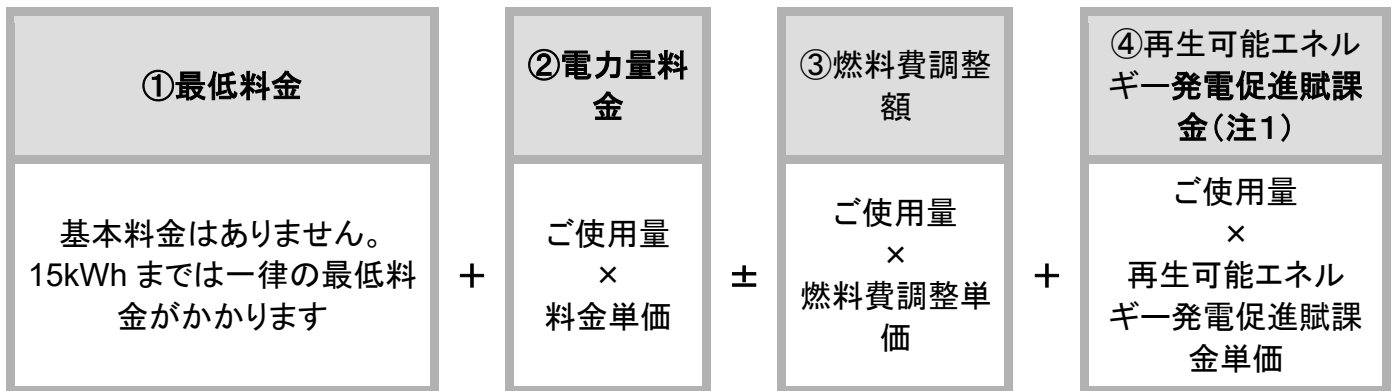 ①最低料金
基本料金はありません。
15kWh までは一律の最低料
金がかかります
+
②電力量料
金
ご使用量
×
料金単価
±
③燃料費調整
額
ご使用量
×
燃料費調整単
価
+
④再生可能エネル
ギー発電促進賦課
金(注1)
ご使用量
×
再生可能エネル
ギー発電促進賦課
金単価